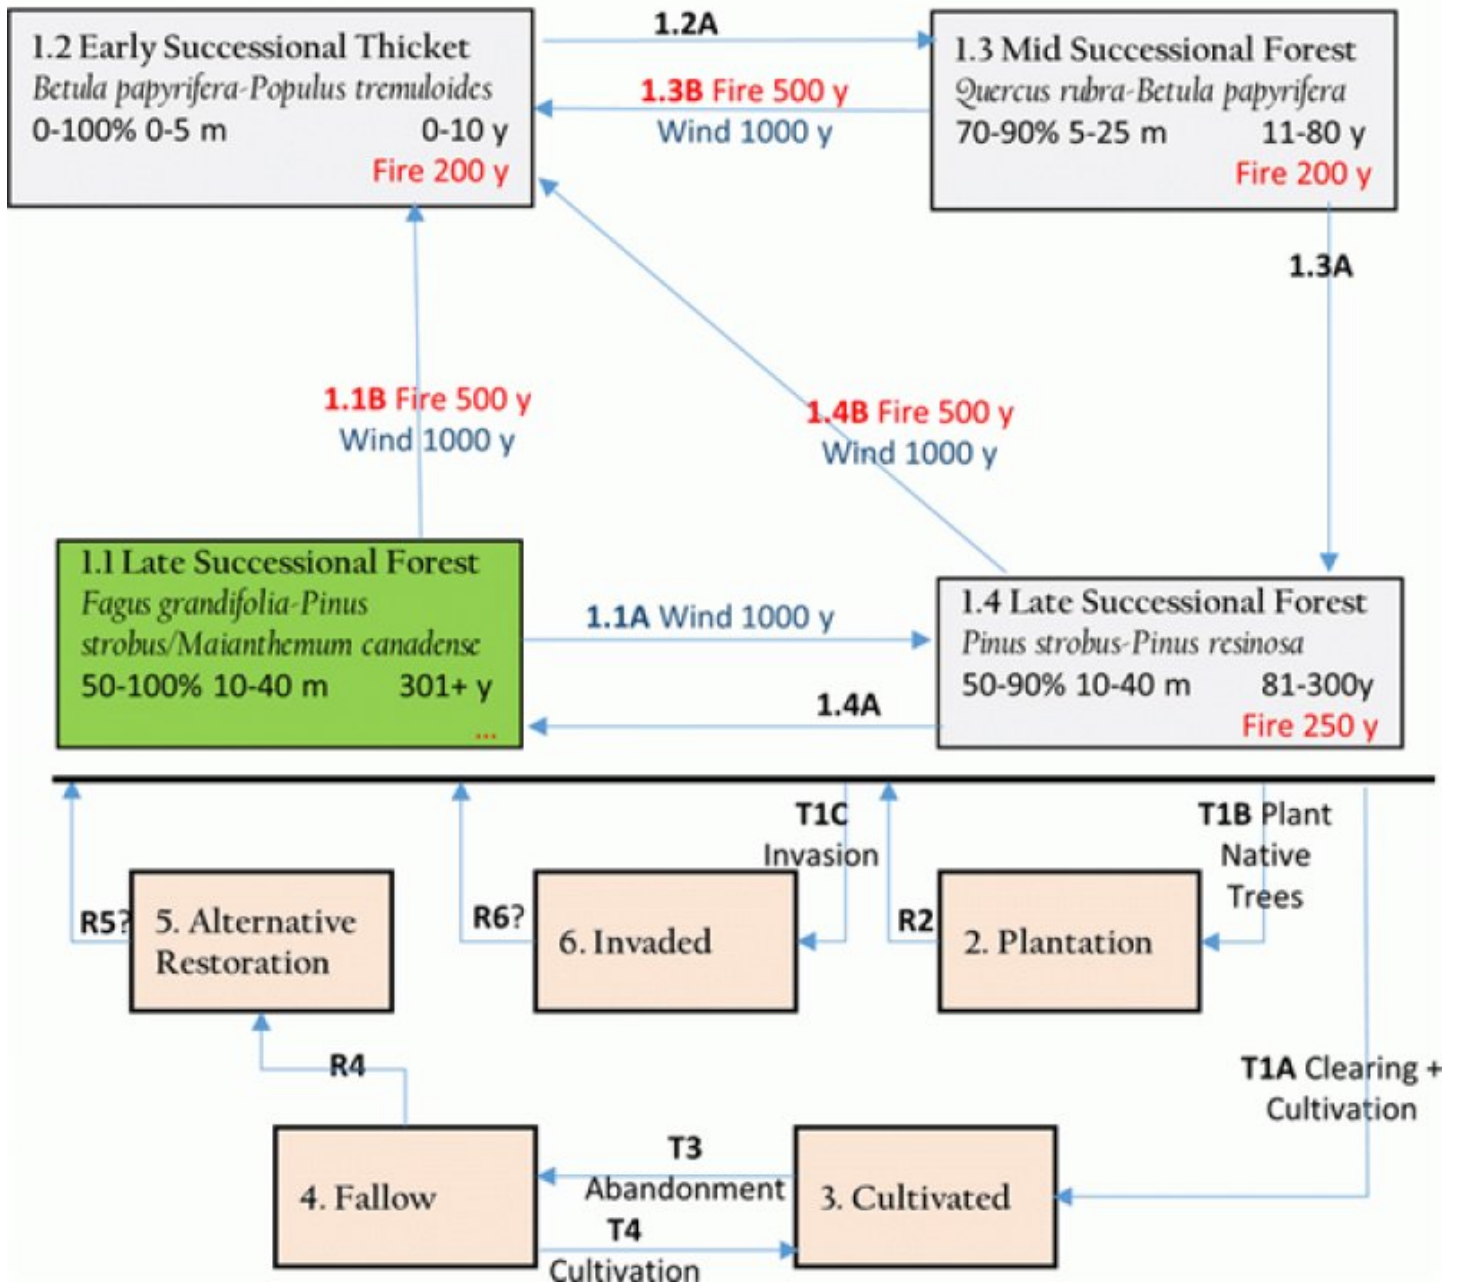 1.2 Early Successional Thicket
Betula papyrifera-Populus tremuloides
0-100% 0-5 m 0-10 y
Fire 200 y
1.2A
1.3B Fire 500 y
Wind 1000 y
1.3 Mid Successional Forest
Quercus rubra-Betula papyrifera
70-90% 5-25 m 11-80 y
Fire 200 y
1.3A
1.1B Fire 500 y
Wind 1000 y
1.4B Fire 500 y
Wind 1000 y
1.1 Late Successional Forest
Fagus grandifolia-Pinus
strobus/Maianthemum canadense
50-100% 10-40 m 301+ y
...
1.1A Wind 1000 y
1.4A
1.4 Late Successional Forest
Pinus strobus-Pinus resinosa
50-90% 10-40 m 81-300y
Fire 250 y
T1C
Invasion
T1B Plant
Native
Trees
R5?
5. Alternative
Restoration
R6?
6. Invaded
R2
2. Plantation
R4
T1A Clearing +
Cultivation
4. Fallow
T3
Abandonment
T4
Cultivation
3. Cultivated